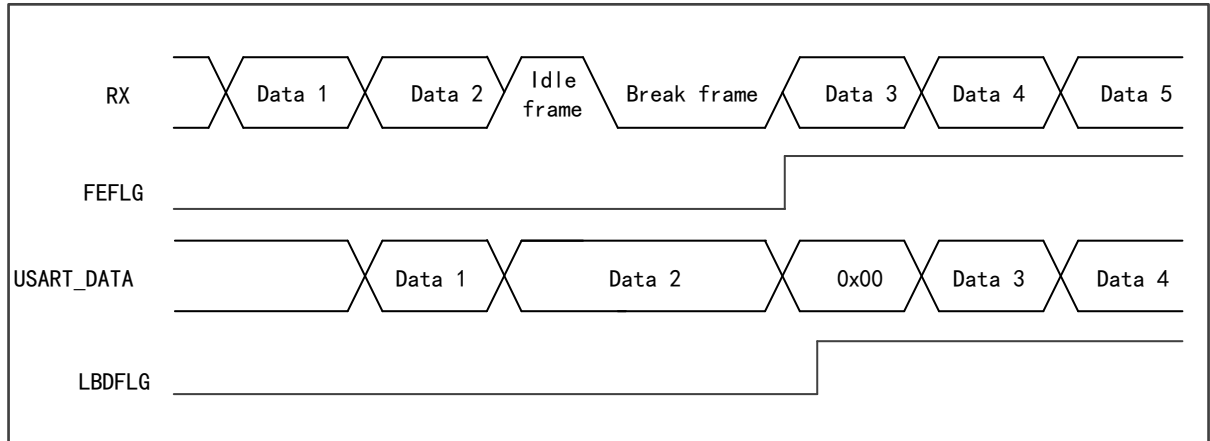 RX
Data 1
Data 2
Idle
frame
Break frame
Data 3
Data 4
Data 5
FEFLG
USART_DATA
Data 1
Data 2
0x00
Data 3
Data 4
LBDFLG